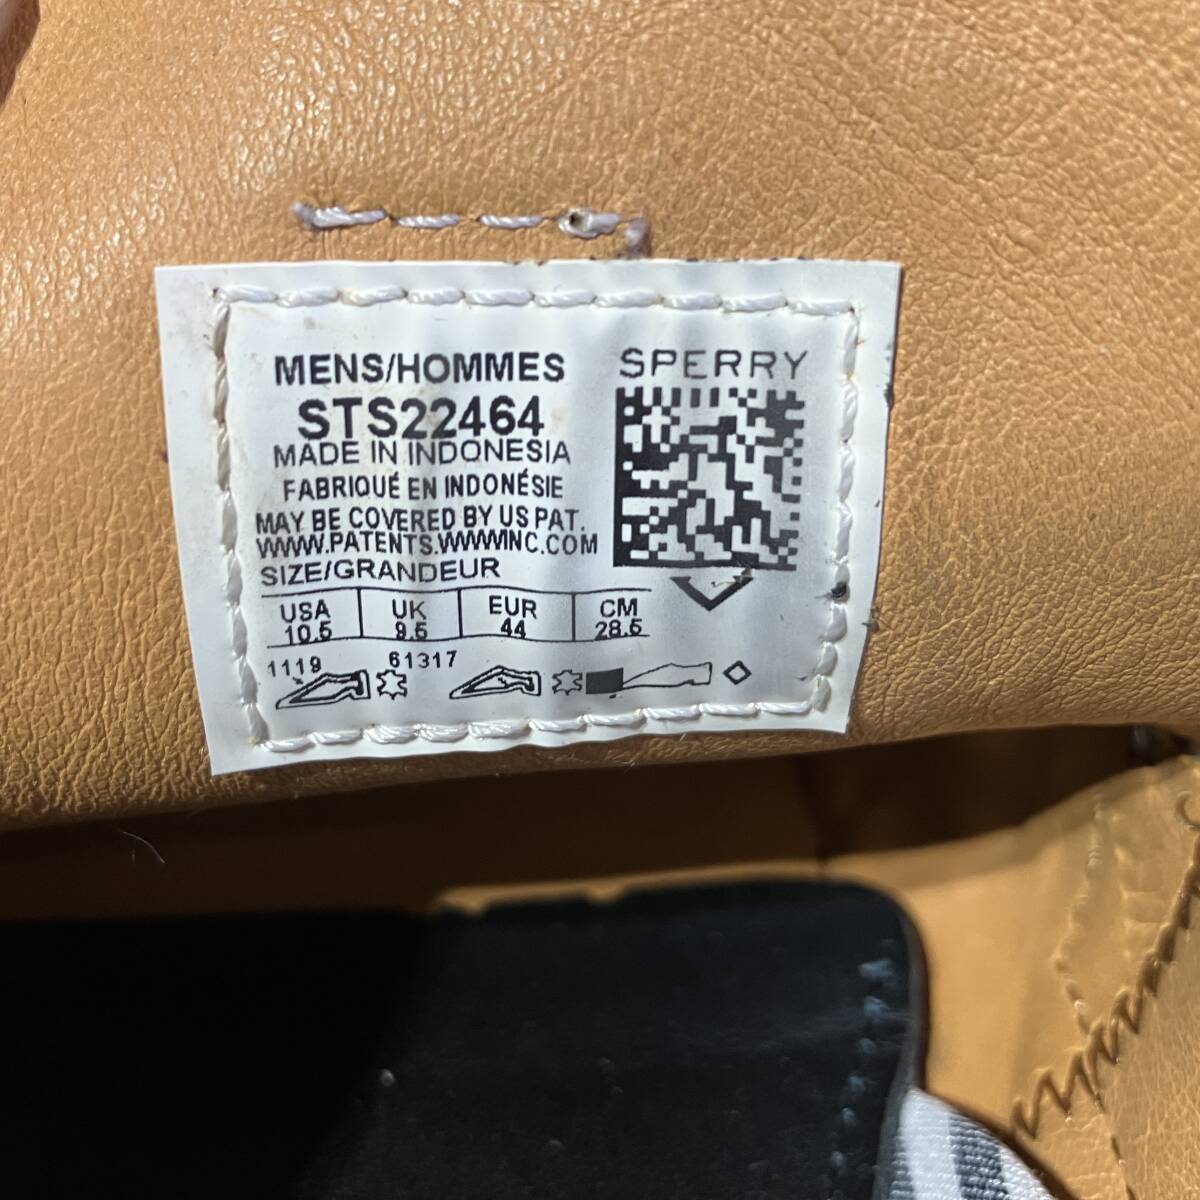 MENS/HOMMES
SPERRY
STS22464
MADE IN INDONESIA
FABRIQUÉ EN INDONÉSIE
MAY BE COVERED BY US PAT.
WWW.PATENTS.WWWINC.COM
SIZE/GRANDEUR
USA UK EUR CM
10.5 9.5 44 28.5
1119 61317